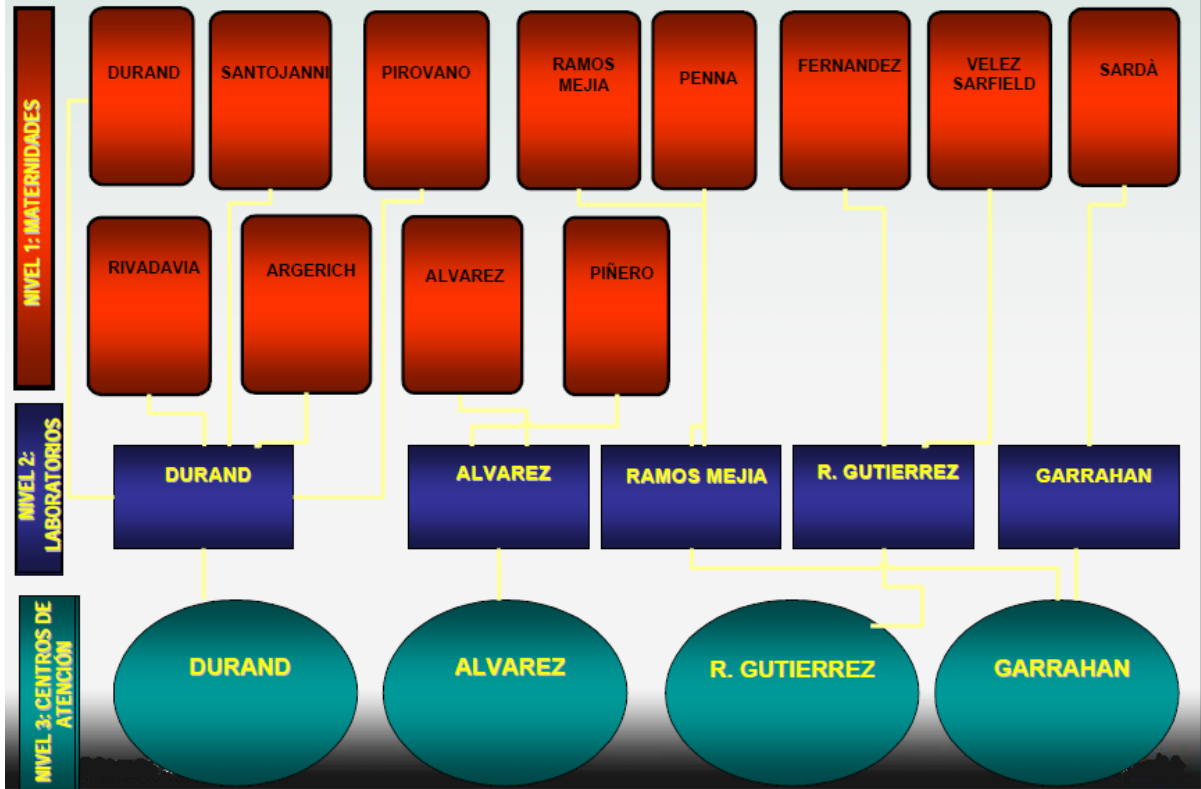 NIVEL 1: MATERNIDADES
DURAND
SANTOJANNI
PIROVANO
RAMOS
MEJIA
PENNA
FERNANDEZ
VELEZ
SARFIELD
SARDÀ
RIVADAVIA
ARGERICH
ALVAREZ
PIÑERO
NIVEL 2:
LABORATORIOS
DURAND
ALVAREZ
RAMOS MEJIA
R. GUTIERREZ
GARRAHAN
NIVEL 3: CENTROS DE
ATENCIÓN
DURAND
ALVAREZ
R. GUTIERREZ
GARRAHAN